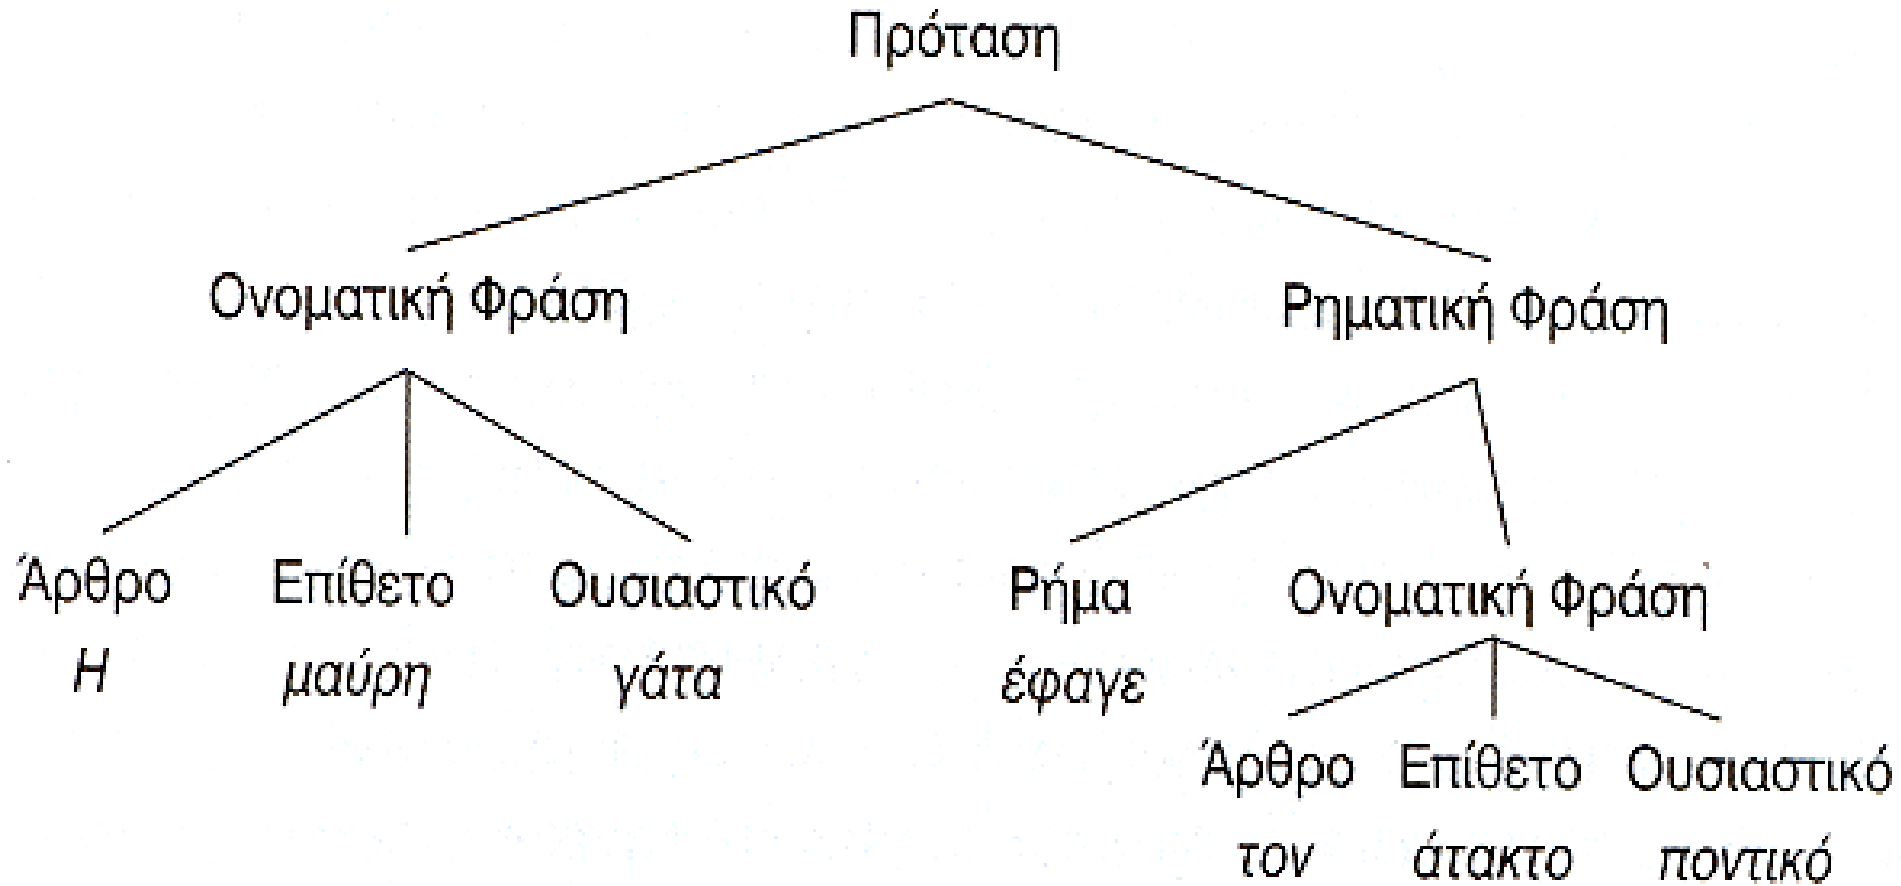 Πρόταση
Ονοματική Φράση Ρηματική Φράση
Άρθρο Επίθετο Ουσιαστικό Ρήμα Ονοματική Φράση
Η μαύρη γάτα έφαγε
Άρθρο Επίθετο Ουσιαστικό
τον άτακτο ποντικό